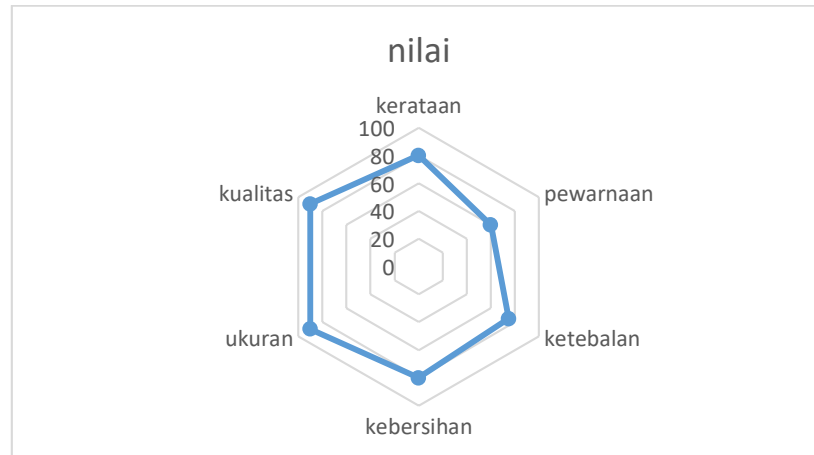 nilai
kerataan
100
80
60
40
20
0
pewarnaan
ketebalan
kebersihan
ukuran
kualitas